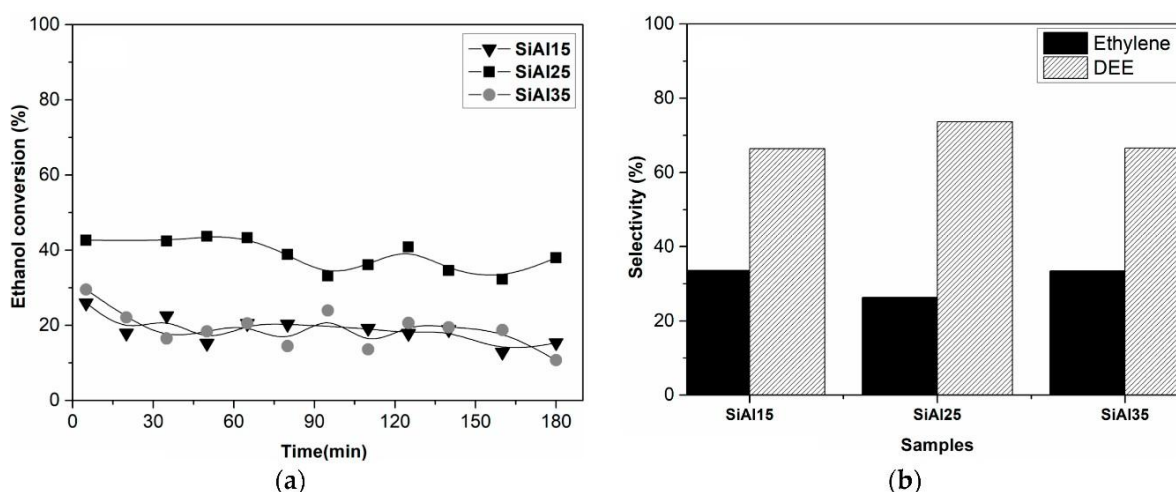 100
80
60
40
20
0
Ethanol conversion (%)
SiAl15
SiAl25
SiAl35
0 30 60 90 120 150 180
Time(min)
(a)
100
80
60
40
20
0
Selectivity (%)
Ethylene
DEE
SiAl15 SiAl25 SiAl35
Samples
(b)